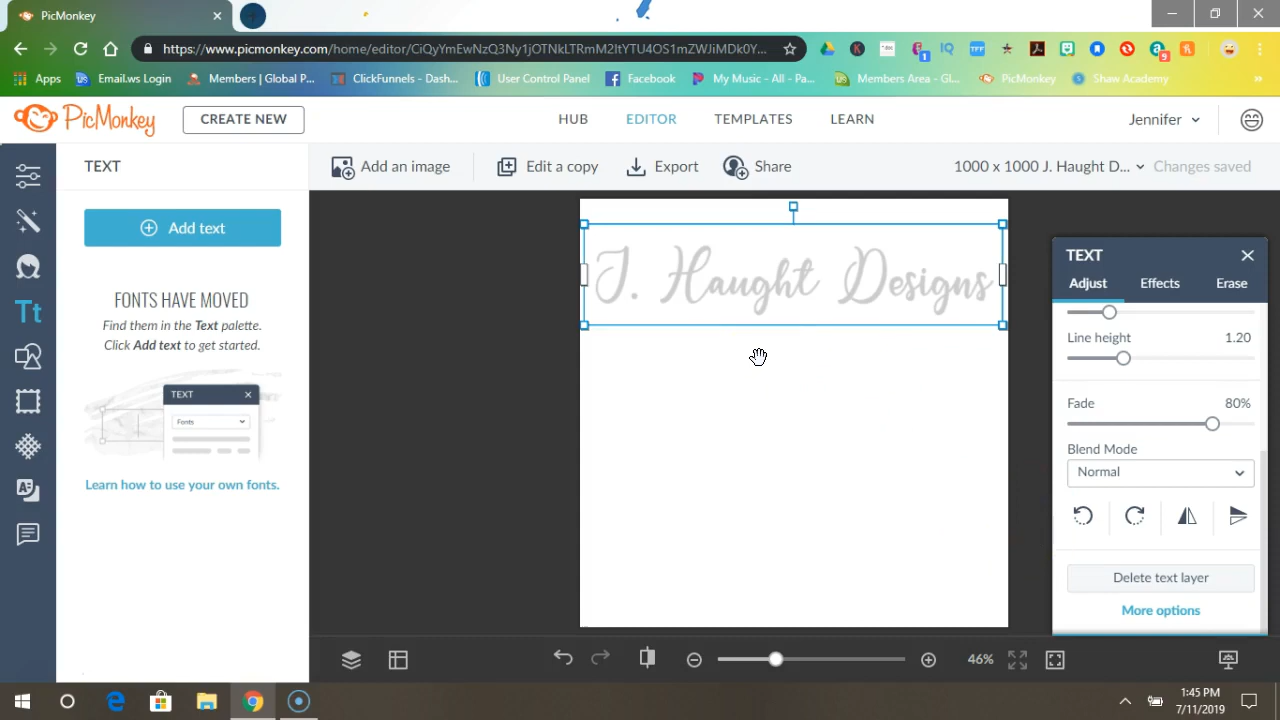 PicMonkey
https://www.picmonkey.com/home/editor/CiQyYmEwNzQ3Ny1jOTNkLTRmM2ItYTU4OS1mZWJiMDk0Y...
IQ
TFF
1
9
Apps
Email.ws Login
Members | Global P...
ClickFunnels - Dash...
User Control Panel
Facebook
My Music - All - Pa...
Members Area - Gl...
PicMonkey
Shaw Academy
»
PicMonkey
CREATE NEW
HUB
EDITOR
TEMPLATES
LEARN
Jennifer
TEXT
Add an image
Edit a copy
Export
Share
1000 x 1000 J. Haught D...
Changes saved
Add text
FONTS HAVE MOVED
Find them in the Text palette.
Click Add text to get started.
TEXT
Fonts
Learn how to use your own fonts.
Tt
J. Haught Designs
TEXT
Adjust
Effects
Erase
Line height
1.20
Fade
80%
Blend Mode
Normal
Delete text layer
More options
46%
1:45 PM
7/11/2019